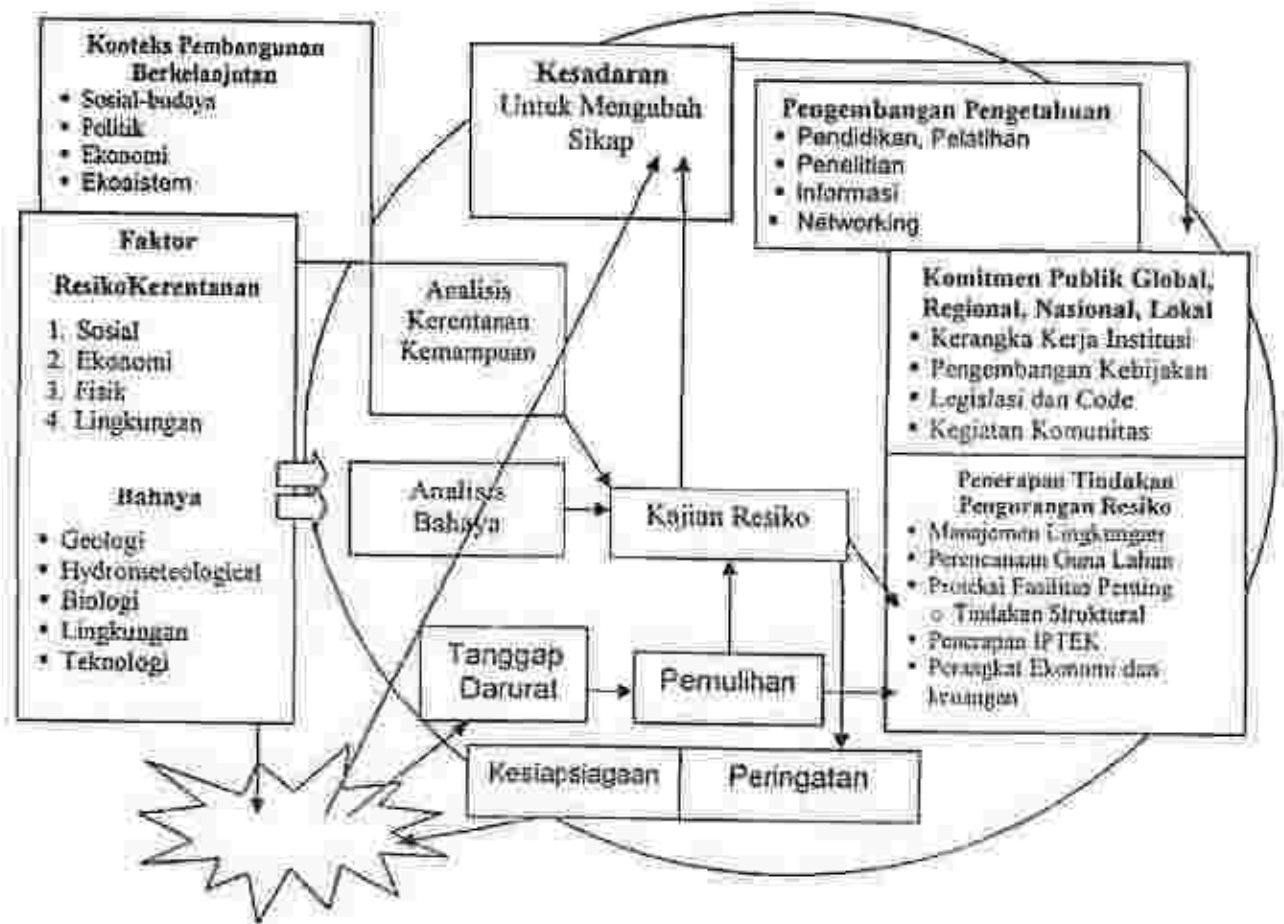 Konteks Pembangunan
Berkelanjutan
• Sosial-budaya
• Politik
• Ekonomi
• Ekosistem
Faktor
Resiko/Kerentanan
1. Sosial
2. Ekonomi
3. Fisik
4. Lingkungan
Bahaya
• Geologi
• Hydrometeological
• Biologi
• Lingkungan
• Teknologi
Kesadaran
Untuk Mengubah
Sikap
Analisis
Kerentanan
Kemampuan
Analisis
Bahaya
Kajian Resiko
Tanggap
Darurat
Pemulihan
Kesiapsiagaan
Peringatan
Pengembangan Pengetahuan
• Pendidikan, Pelatihan
• Penelitian
• Informasi
• Networking
Komitmen Publik Global,
Regional, Nasional, Lokal
• Kerangka Kerja Institusi
• Pengembangan Kebijakan
• Legislasi dan Code
• Kegiatan Komunitas
Penerapan Tindakan
Pengurangan Resiko
• Manajemen Lingkungan
• Perencanaan Guna Lahan
• Proteksi Fasilitas Penting
o Tindakan Struktural
• Penerapan IPTEK
• Perangkat Ekonomi dan
keuangan